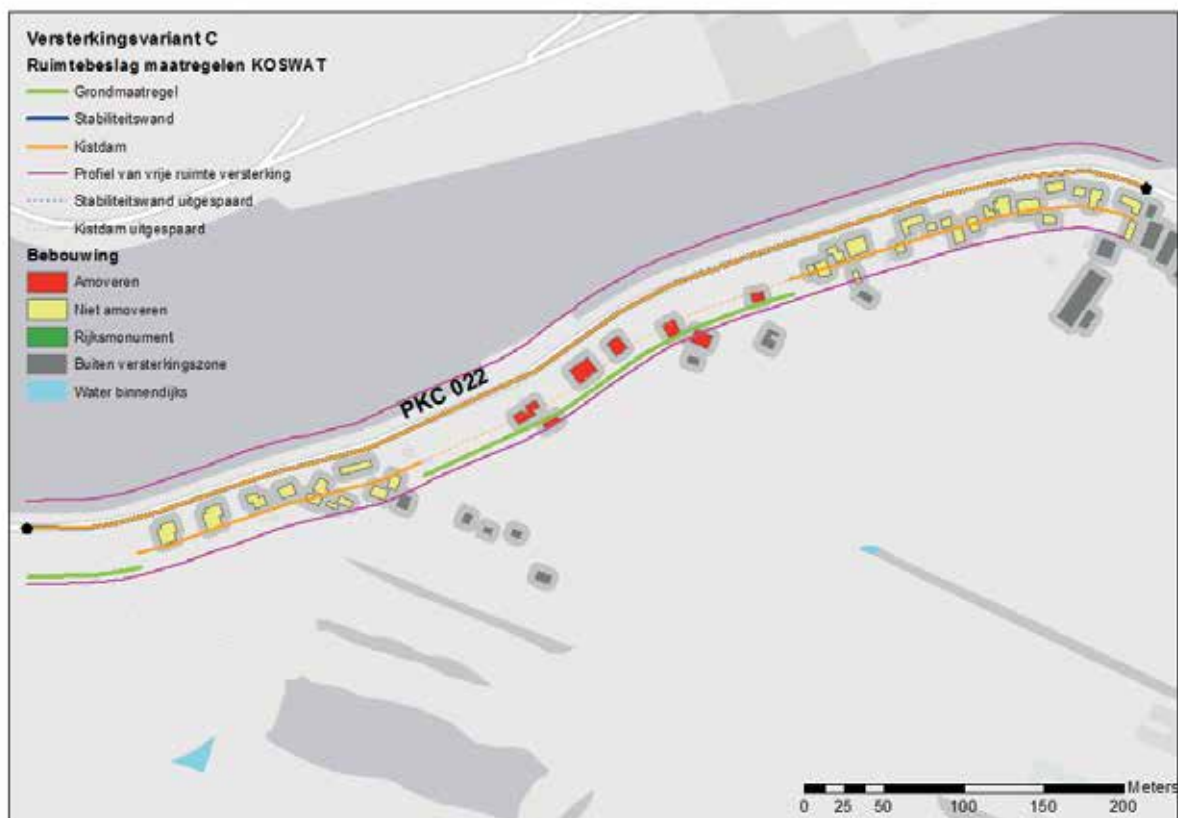 Versterkingsvariant C
Ruimtebeslag maatregelen KOSWAT
Grondmaatregel
Stabiliteitswand
Kistdam
Profiel van vrije ruimte versterking
Stabiliteitswand uitgespaard
Kistdam uitgespaard
Bebouwing
Amoveren
Niet amoveren
Rijksmonument
Buiten versterkingszone
Water binnendijks
PKC 022
Meters
0 25 50 100 150 200